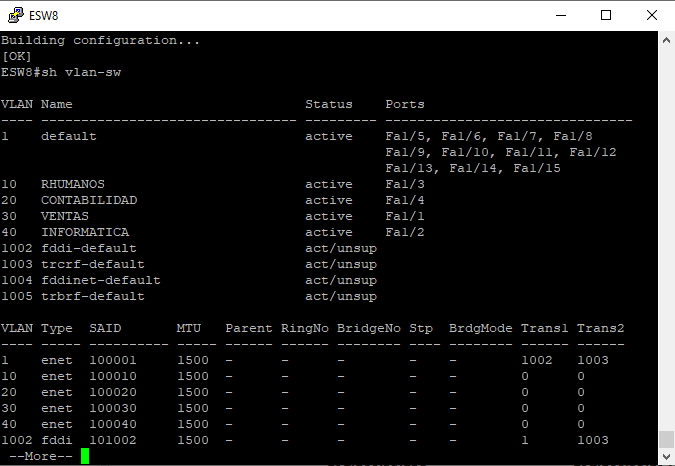 ESW8
Building configuration...
[OK]
ESW8#sh vlan-sw
VLAN Name                             Status    Ports
---- -------------------------------- --------- -------------------------------
1    default                          active    Fa1/5, Fa1/6, Fa1/7, Fa1/8
                                                Fa1/9, Fa1/10, Fa1/11, Fa1/12
                                                Fa1/13, Fa1/14, Fa1/15
10   RHUMANOS                         active    Fa1/3
20   CONTABILIDAD                     active    Fa1/4
30   VENTAS                           active    Fa1/1
40   INFORMATICA                      active    Fa1/2
1002 fddi-default                     act/unsup
1003 trcrf-default                    act/unsup
1004 fddinet-default                  act/unsup
1005 trbrf-default                    act/unsup
VLAN Type  SAID       MTU   Parent RingNo BridgeNo Stp  BrdgMode Trans1 Trans2
---- ----- ---------- ----- ------ ------ -------- ---- -------- ------ ------
1    enet  100001     1500  -      -      -        -    -        1002   1003
10   enet  100010     1500  -      -      -        -    -        0      0
20   enet  100020     1500  -      -      -        -    -        0      0
30   enet  100030     1500  -      -      -        -    -        0      0
40   enet  100040     1500  -      -      -        -    -        0      0
1002 fddi  101002     1500  -      -      -        -    -        1      1003
 --More--